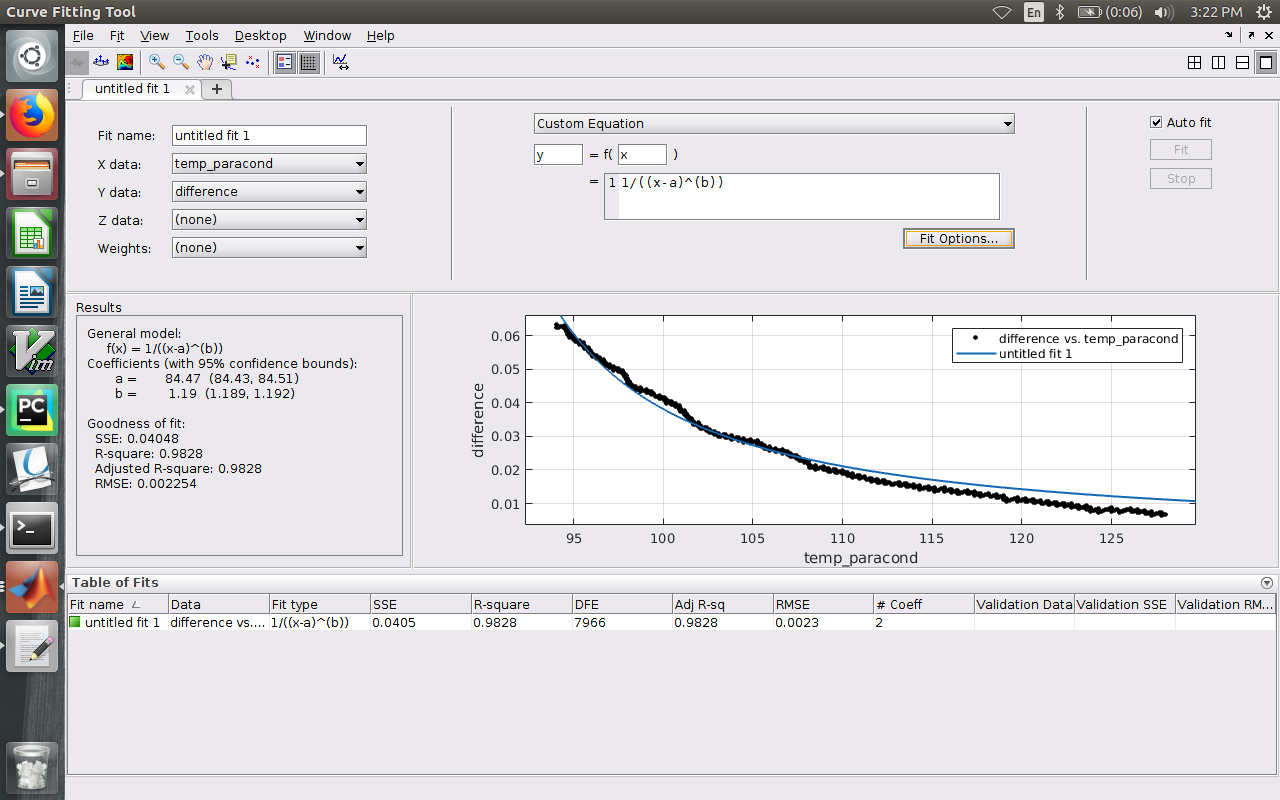 Curve Fitting Tool
En
(0:06)
3:22 PM
File Fit View Tools Desktop Window Help
untitled fit 1
Fit name: untitled fit 1
X data: temp_paracond
Y data: difference
Z data: (none)
Weights: (none)
Custom Equation
y = f( x )
= 1 1/((x-a)^(b))
Fit Options...
Auto fit
Fit
Stop
Results
General model:
f(x) = 1/((x-a)^(b))
Coefficients (with 95% confidence bounds):
a = 84.47 (84.43, 84.51)
b = 1.19 (1.189, 1.192)
Goodness of fit:
SSE: 0.04048
R-square: 0.9828
Adjusted R-square: 0.9828
RMSE: 0.002254
difference
0.06
0.05
0.04
0.03
0.02
0.01
difference vs. temp_paracond
untitled fit 1
95 100 105 110 115 120 125
temp_paracond
Table of Fits
Fit name Data Fit type SSE R-square DFE Adj R-sq RMSE # Coeff Validation Data Validation SSE Validation RM...
untitled fit 1 difference vs.... 1/((x-a)^(b)) 0.0405 0.9828 7966 0.9828 0.0023 2
Vim
PC